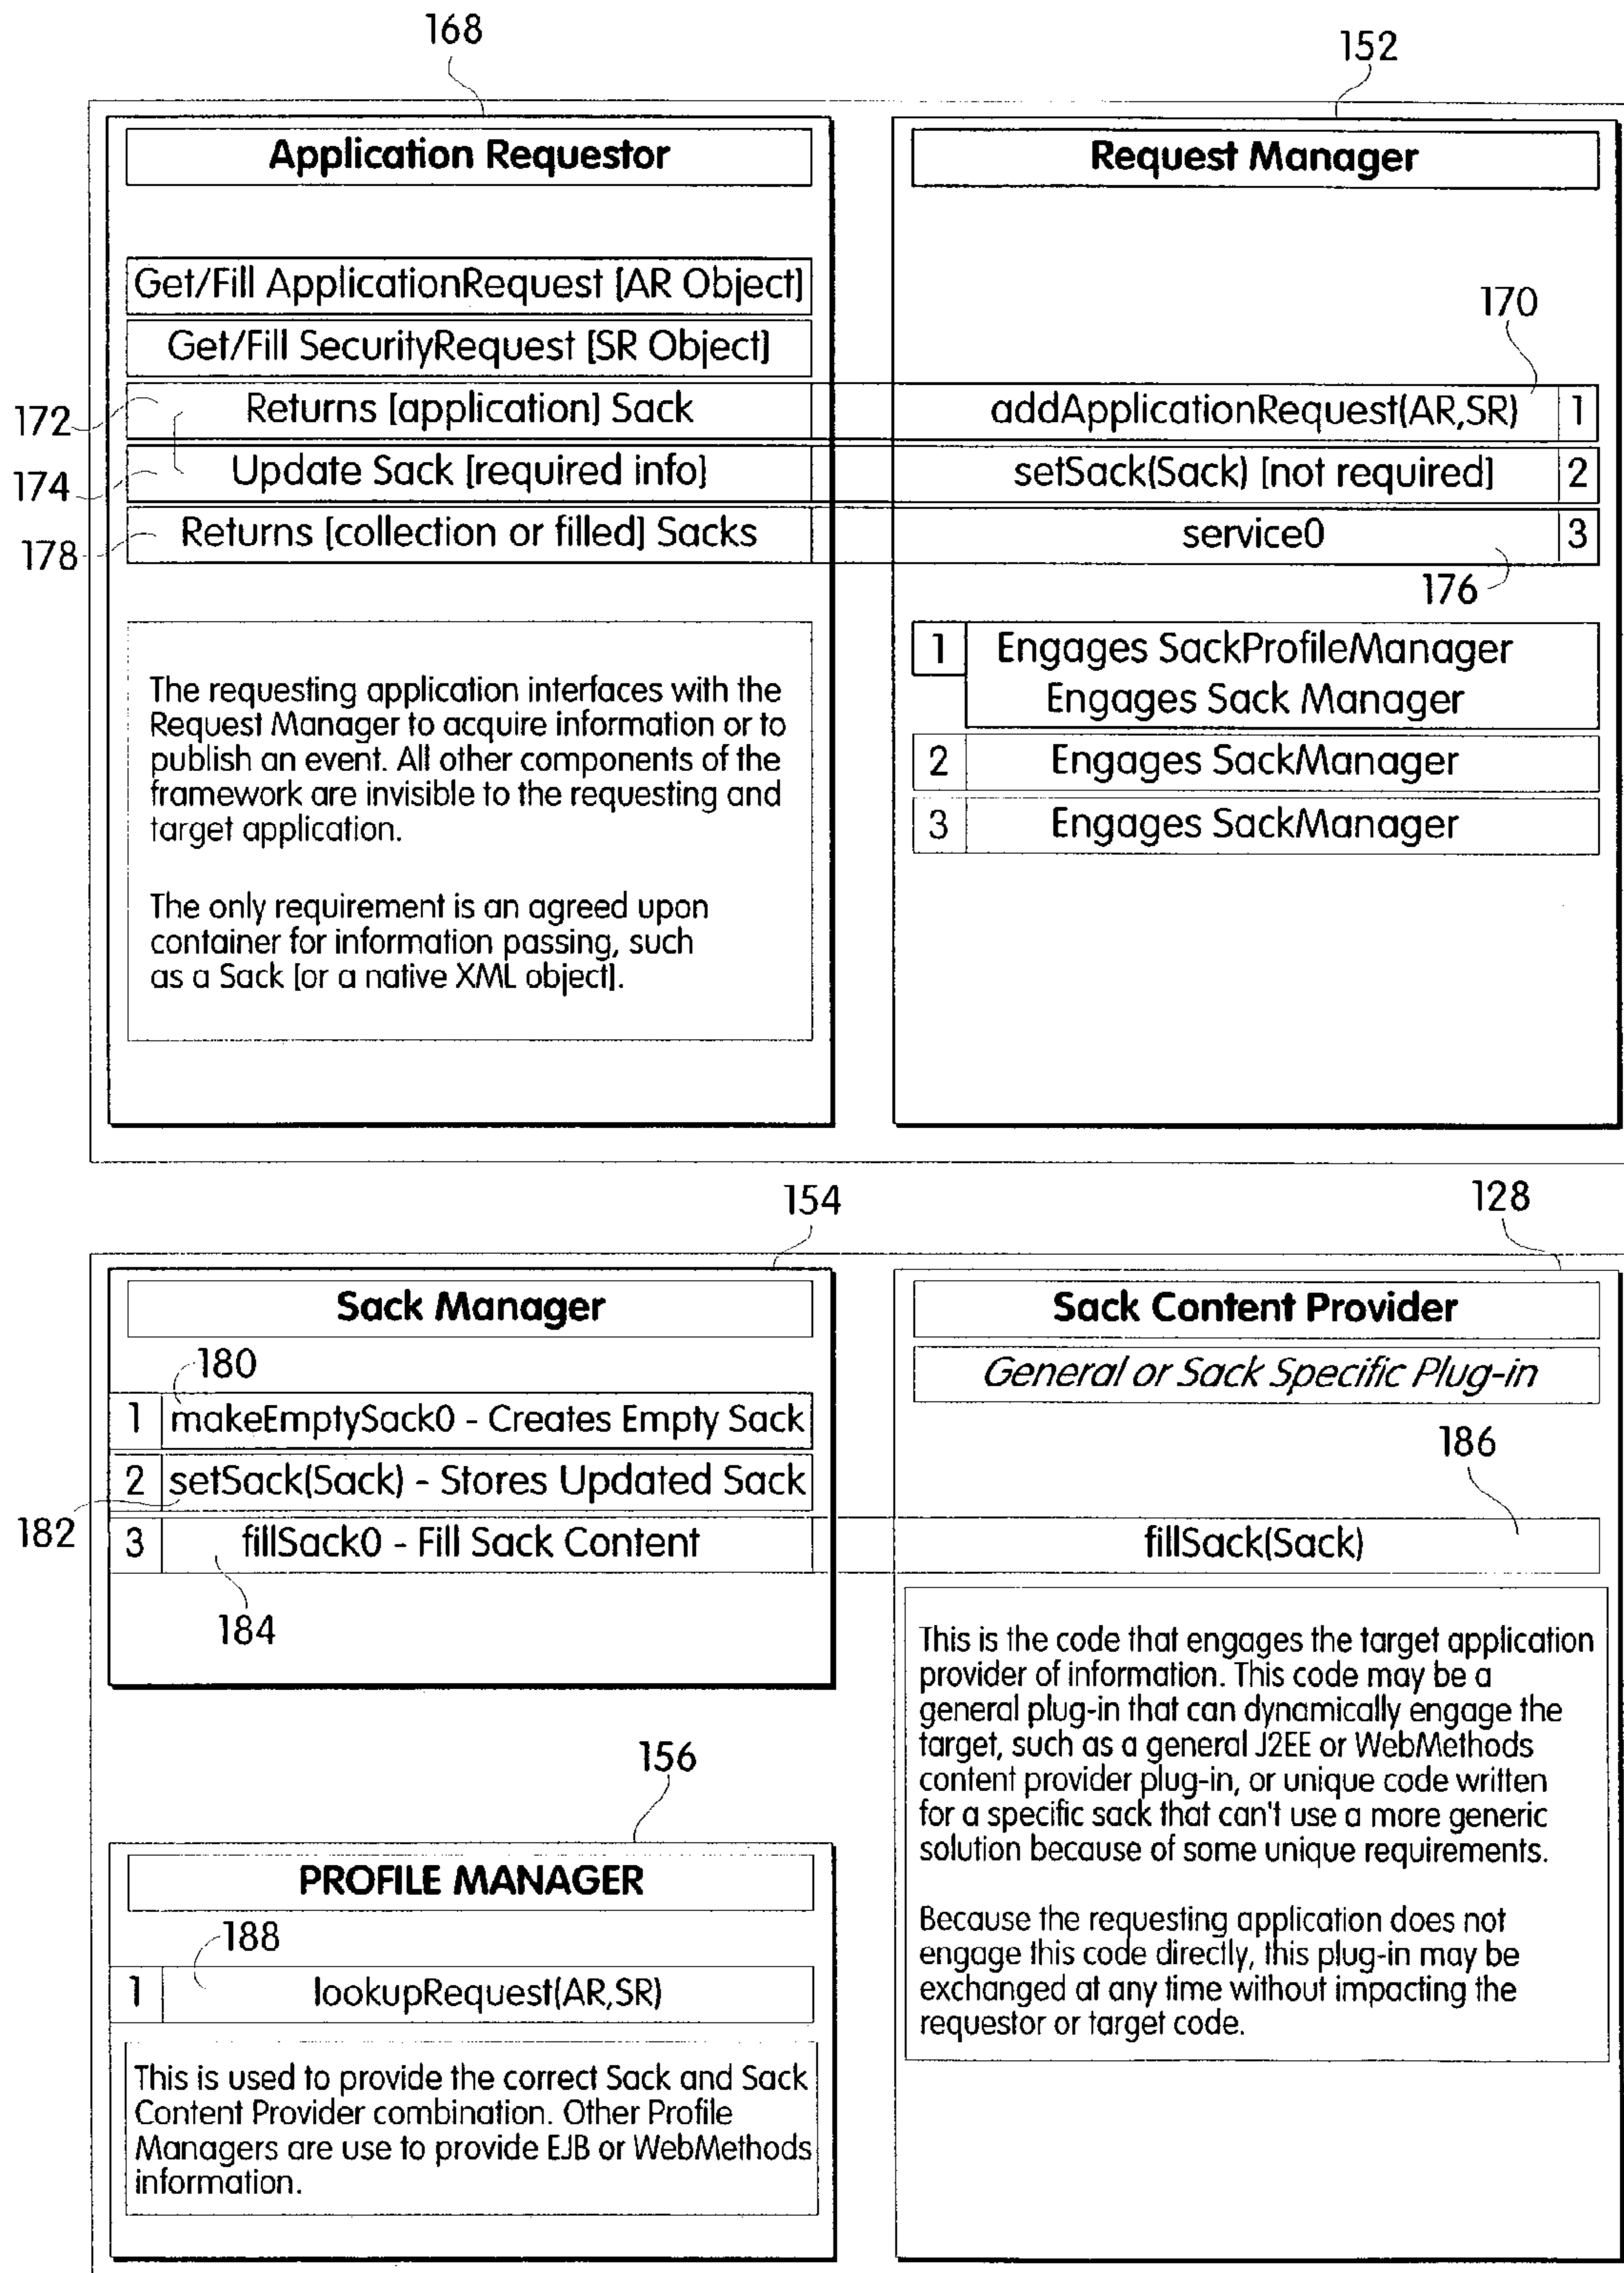 168
152
Application Requestor
Request Manager
Get/Fill ApplicationRequest [AR Object]
170
Get/Fill SecurityRequest [SR Object]
172
Returns [application] Sack
addApplicationRequest(AR,SR)
1
174
Update Sack [required info]
setSack(Sack) [not required]
2
178
Returns [collection or filled] Sacks
service0
3
176
The requesting application interfaces with the
Request Manager to acquire information or to
publish an event. All other components of the
framework are invisible to the requesting and
target application.
The only requirement is an agreed upon
container for information passing, such
as a Sack [or a native XML object].
1
Engages SackProfileManager
Engages Sack Manager
2
Engages SackManager
3
Engages SackManager
154
128
Sack Manager
Sack Content Provider
General or Sack Specific Plug-in
180
1
makeEmptySack0 - Creates Empty Sack
186
2
setSack(Sack) - Stores Updated Sack
182
3
fillSack0 - Fill Sack Content
fillSack(Sack)
184
This is the code that engages the target application
provider of information. This code may be a
general plug-in that can dynamically engage the
target, such as a general J2EE or WebMethods
content provider plug-in, or unique code written
for a specific sack that can't use a more generic
solution because of some unique requirements.
Because the requesting application does not
engage this code directly, this plug-in may be
exchanged at any time without impacting the
requestor or target code.
156
PROFILE MANAGER
188
1
lookupRequest(AR,SR)
This is used to provide the correct Sack and Sack
Content Provider combination. Other Profile
Managers are use to provide EJB or WebMethods
information.